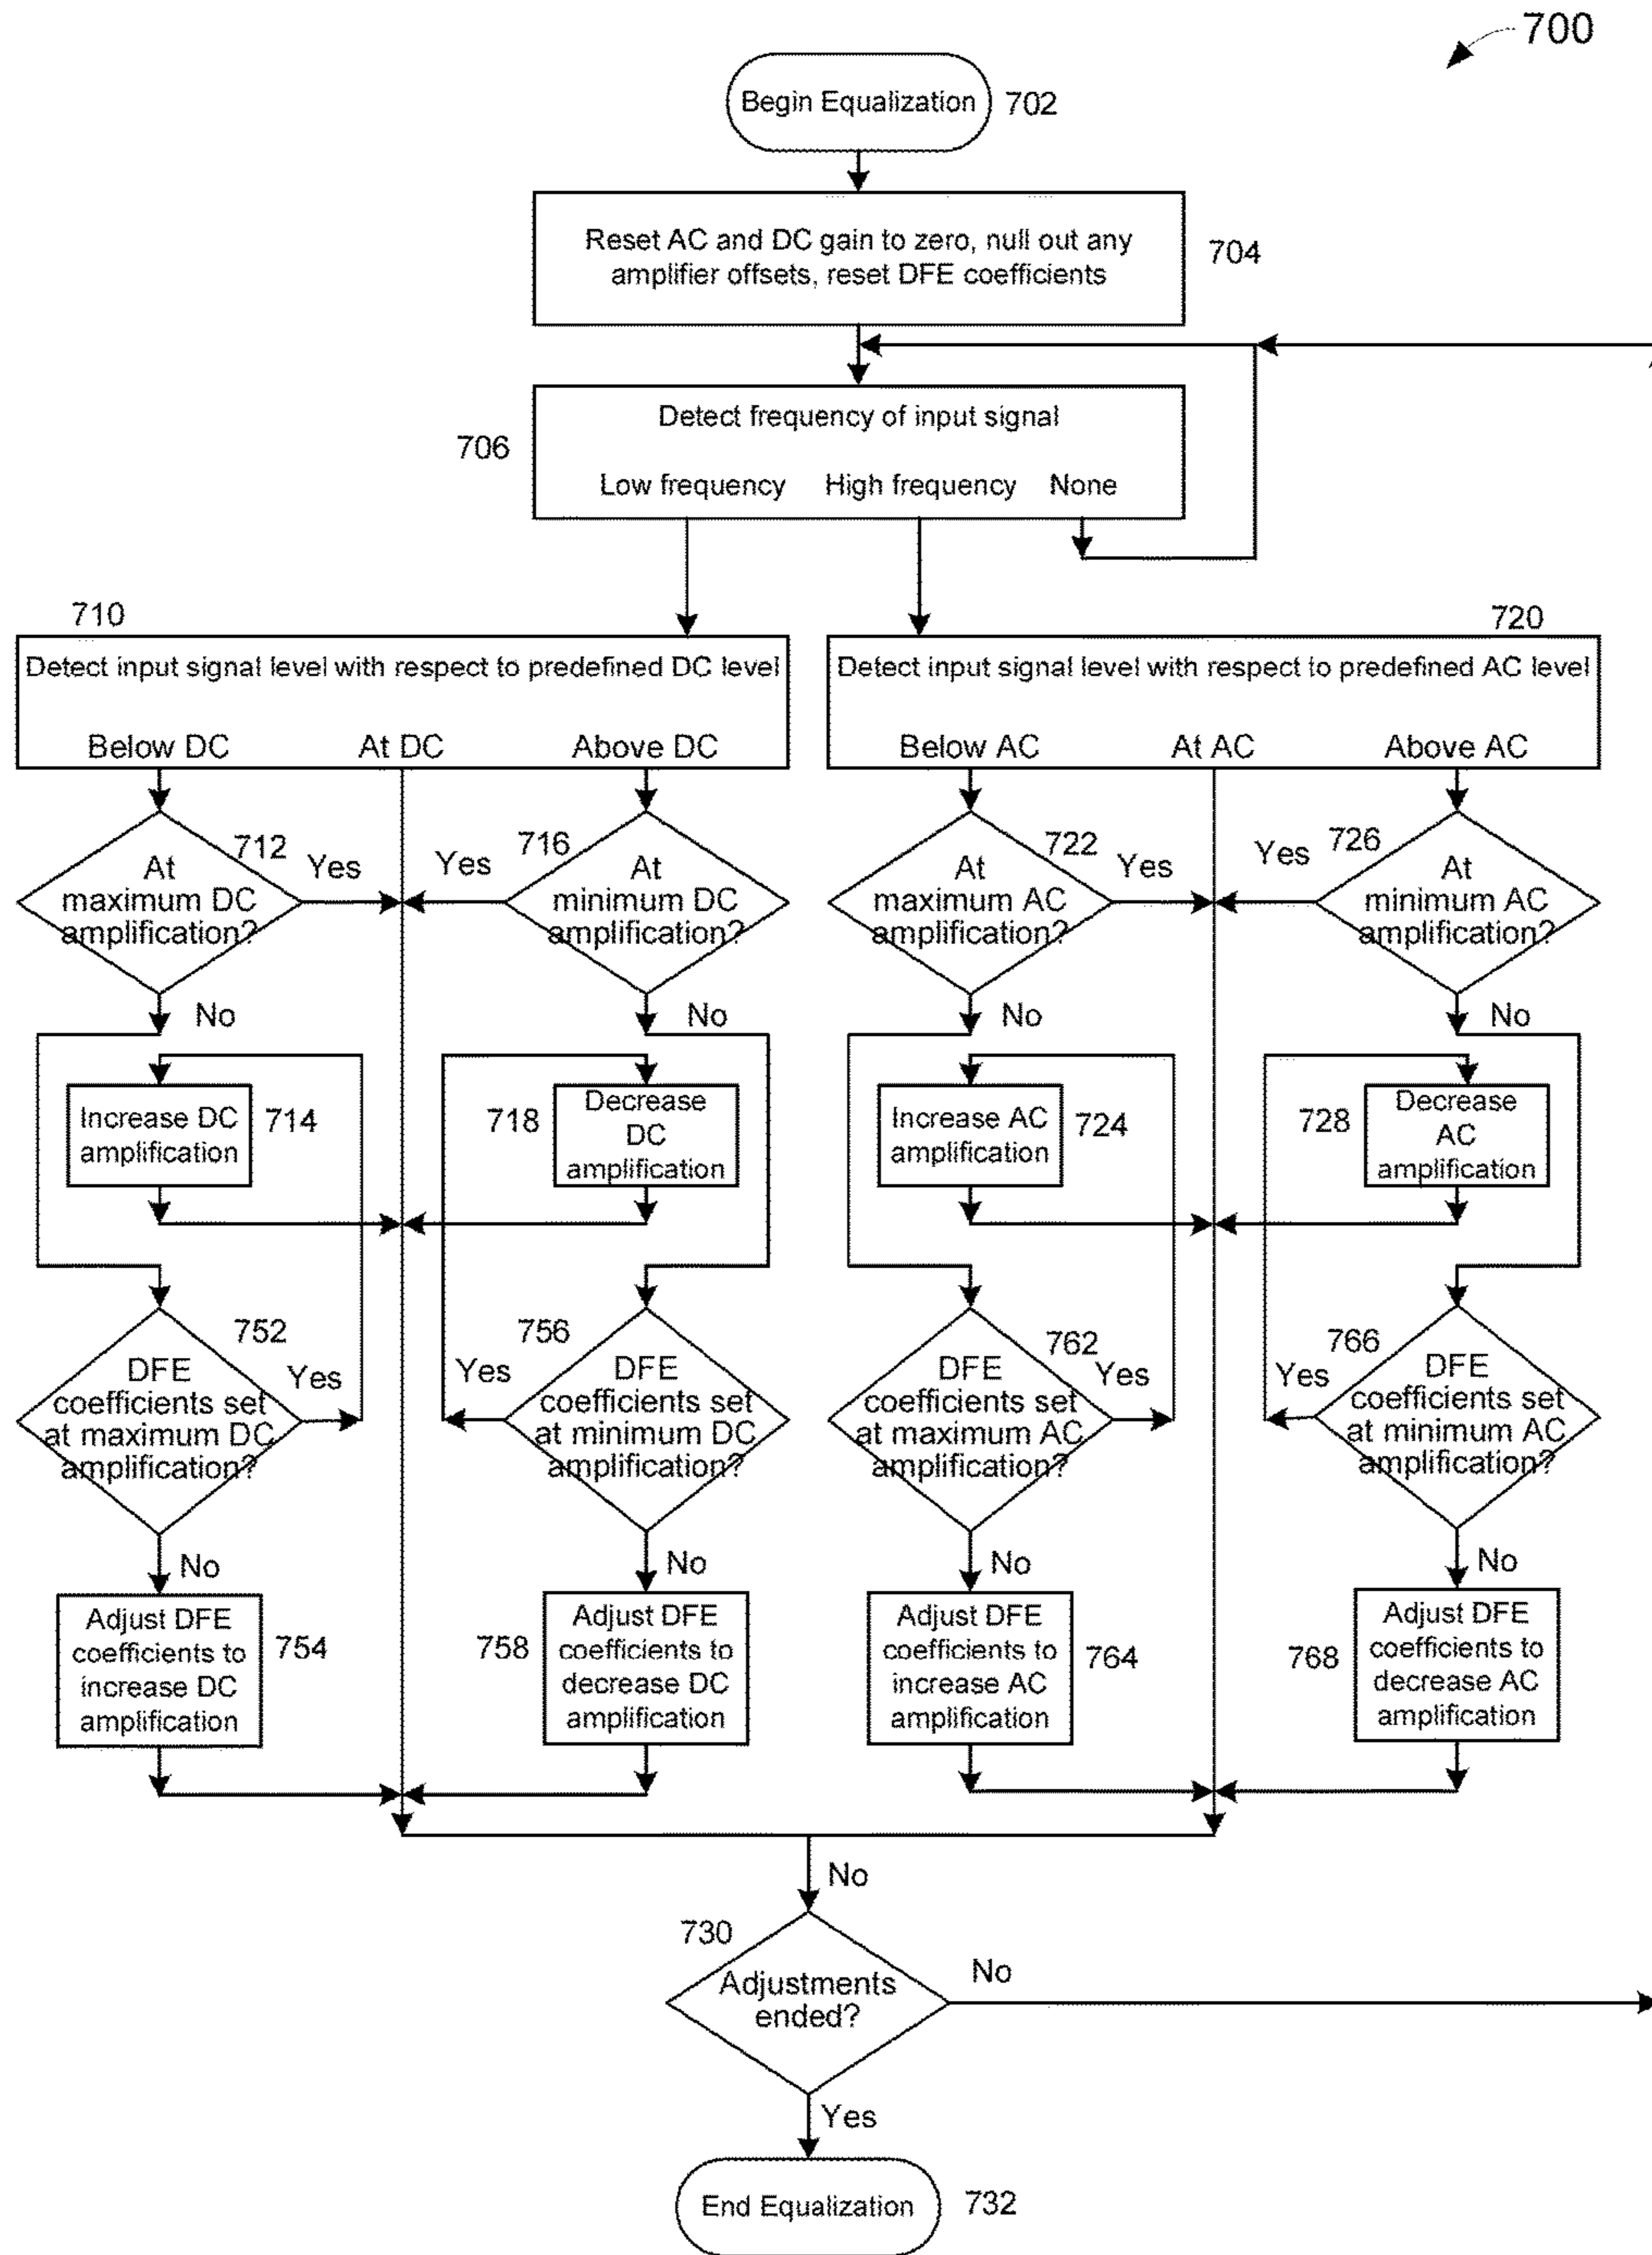 700
Begin Equalization
702
Reset AC and DC gain to zero, null out any
amplifier offsets, reset DFE coefficients
704
Detect frequency of input signal
706
Low frequency High frequency None
710
720
Detect input signal level with respect to predefined DC level
Detect input signal level with respect to predefined AC level
Below DC At DC Above DC
Below AC At AC Above AC
712
Yes
At
maximum DC
amplification?
No
716
Yes
At
minimum DC
amplification?
No
722
Yes
At
maximum AC
amplification?
No
726
Yes
At
minimum AC
amplification?
No
Increase DC
amplification
714
718
Decrease
DC
amplification
Increase AC
amplification
724
728
Decrease
AC
amplification
752
Yes
DFE
coefficients set
at maximum DC
amplification?
No
756
Yes
DFE
coefficients set
at minimum DC
amplification?
No
762
Yes
DFE
coefficients set
at maximum AC
amplification?
No
766
Yes
DFE
coefficients set
at minimum AC
amplification?
No
Adjust DFE
coefficients to
increase DC
amplification
754
758
Adjust DFE
coefficients to
decrease DC
amplification
Adjust DFE
coefficients to
increase AC
amplification
764
768
Adjust DFE
coefficients to
decrease AC
amplification
No
730
Adjustments
ended?
No
Yes
End Equalization
732